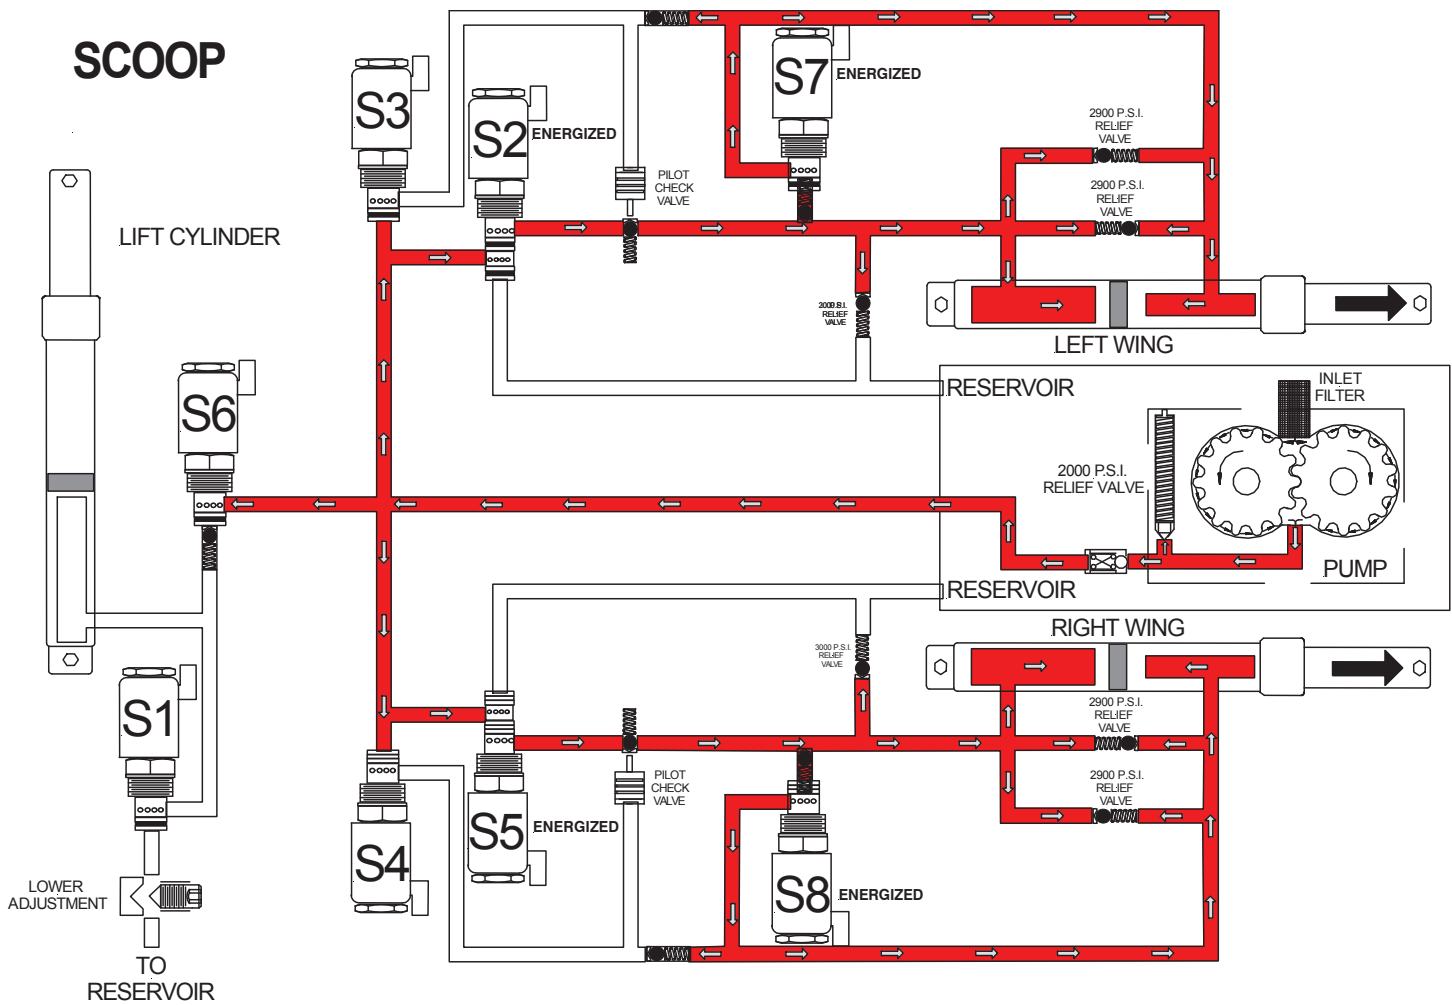 SCOOP
S3
S2
ENERGIZED
S7
ENERGIZED
2900 P.S.I.
RELIEF
VALVE
PILOT
CHECK
VALVE
2900 P.S.I.
RELIEF
VALVE
LIFT CYLINDER
RELIEF
VALVE
LEFT WING
S6
RESERVOIR
INLET
FILTER
2000 P.S.I.
RELIEF VALVE
PUMP
RESERVOIR
RIGHT WING
3000 P.S.I.
RELIEF
VALVE
S1
2900 P.S.I.
RELIEF
VALVE
PILOT
CHECK
VALVE
2900 P.S.I.
RELIEF
VALVE
S5
ENERGIZED
S4
S8
ENERGIZED
LOWER
ADJUSTMENT
TO
RESERVOIR